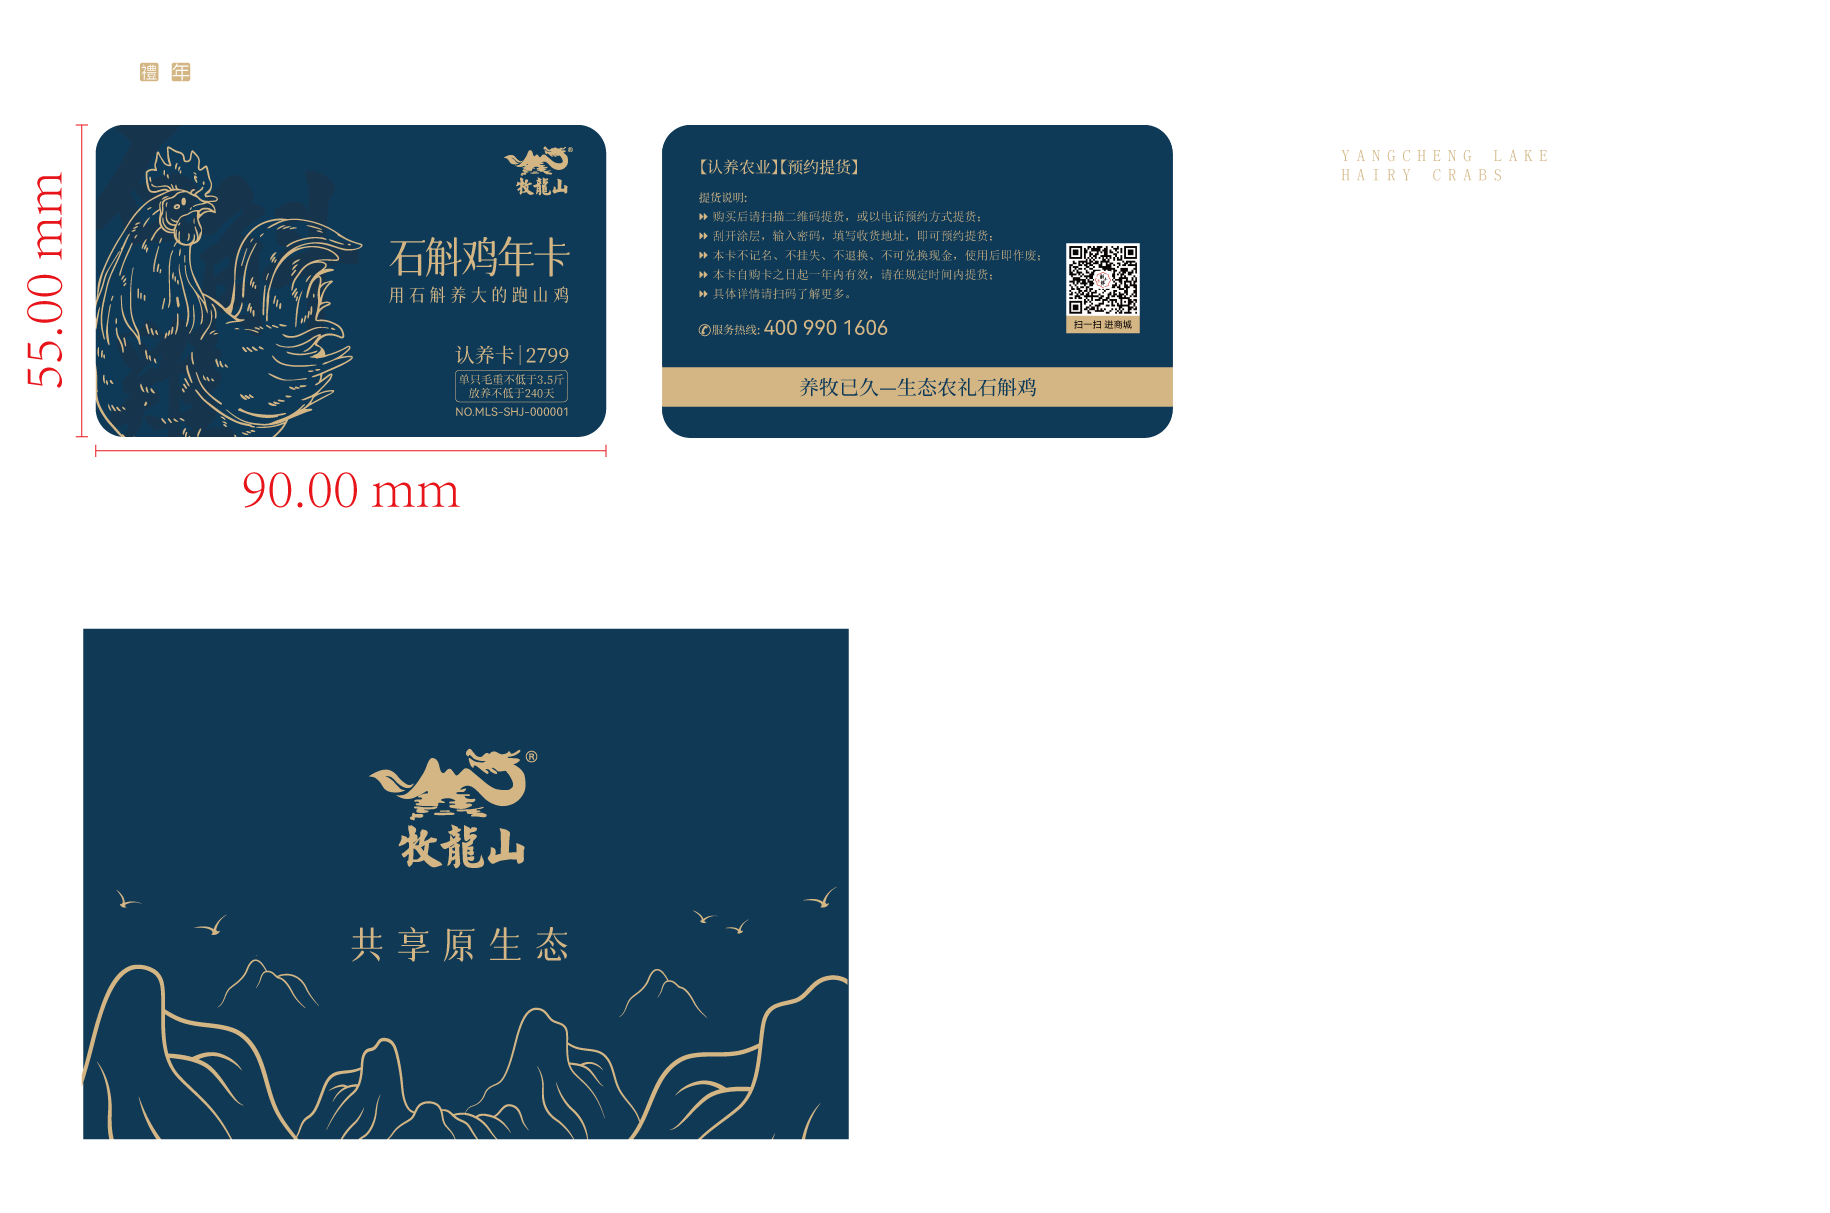 禮 年
55.00 mm
90.00 mm
牧龍山
®
石斛鸡年卡
用石斛养大的跑山鸡
认养卡|2799
单只毛重不低于3.5斤
放养不低于240天
NO.MLS-SHJ-000001
【认养农业】【预约提货】
提货说明:
购买后请扫描二维码提货，或以电话预约方式提货；
刮开涂层，输入密码，填写收货地址，即可预约提货；
本卡不记名、不挂失、不退换、不可兑换现金，使用后即作废；
本卡自购卡之日起一年内有效，请在规定时间内提货；
具体详情请扫码了解更多。
服务热线: 400 990 1606
扫一扫 进商城
养牧已久—生态农礼石斛鸡
YANGCHENG LAKE
HAIRY CRABS
®
牧龍山
共享原生态